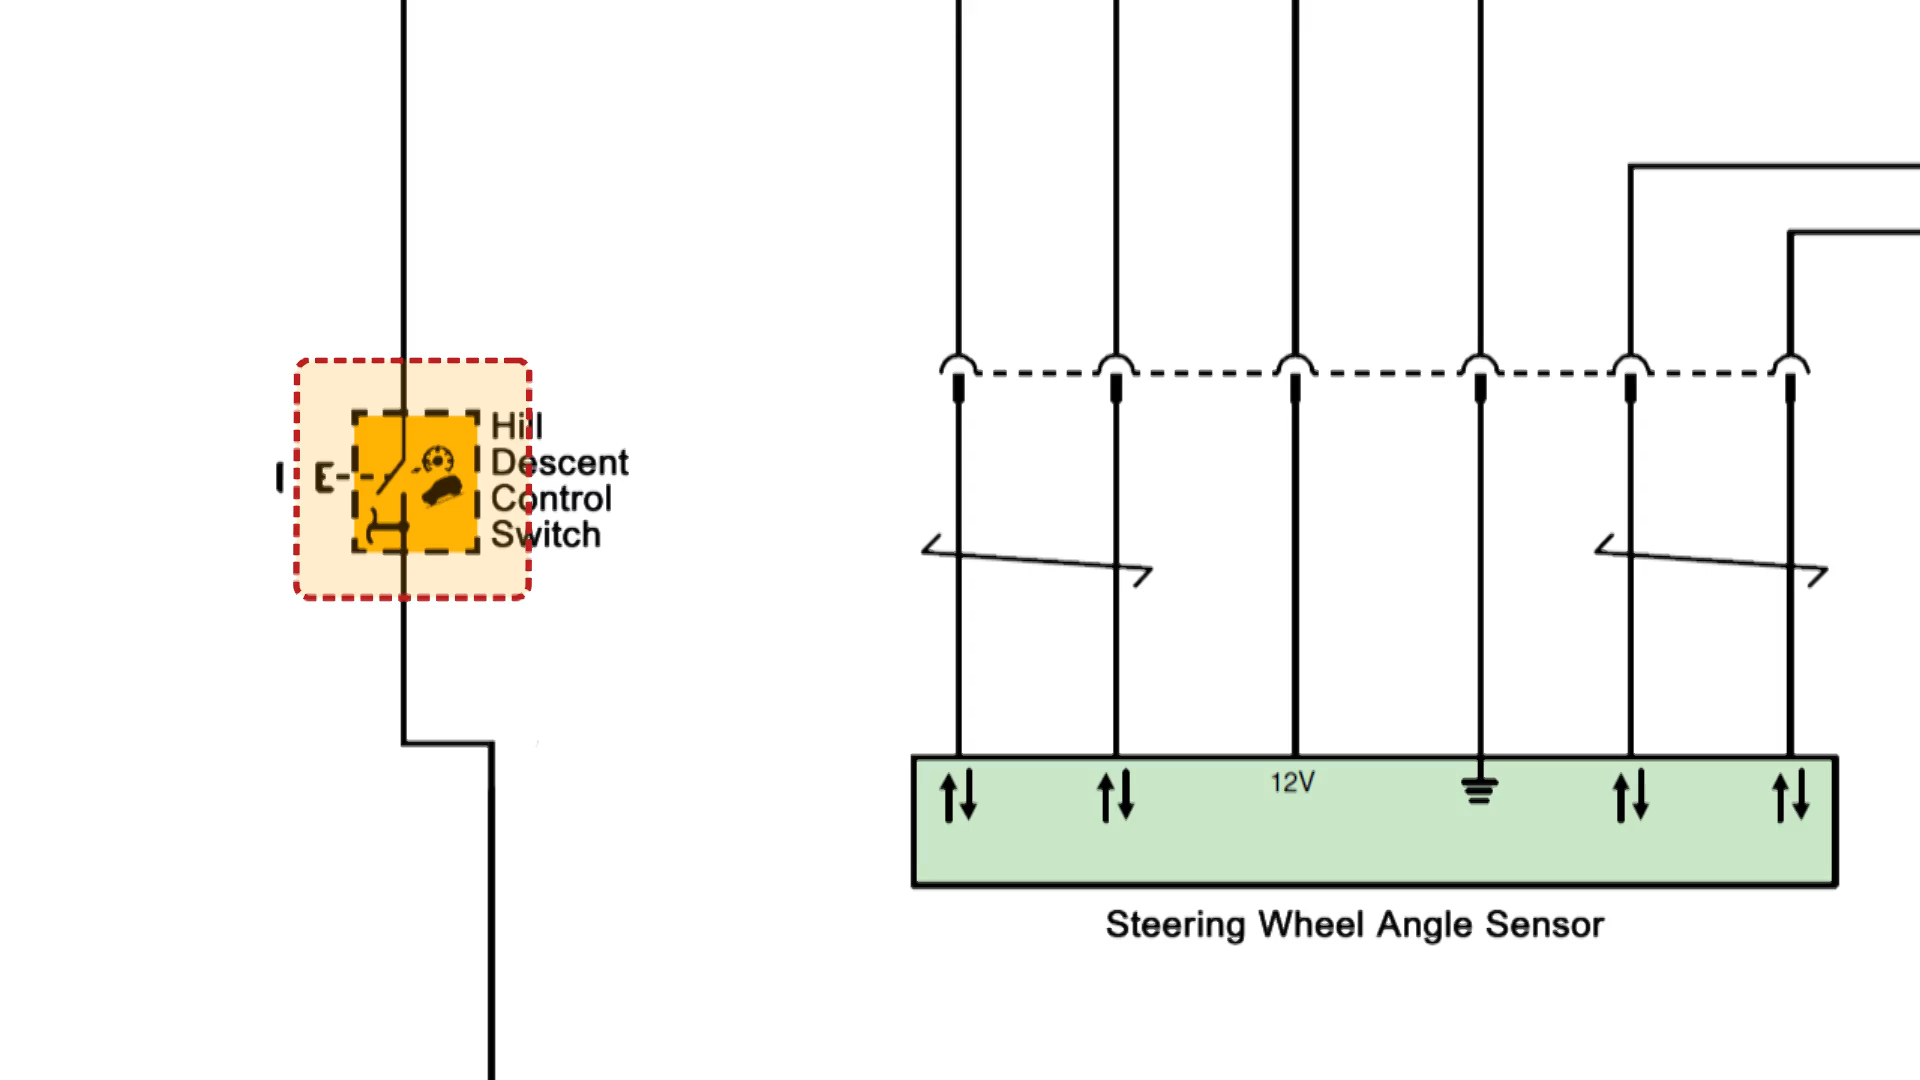 Hill
Descent
Control
Switch
12V
Steering Wheel Angle Sensor